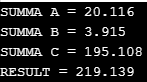 SUMMA A = 20.116
SUMMA B = 3.915
SUMMA C = 195.108
RESULT = 219.139